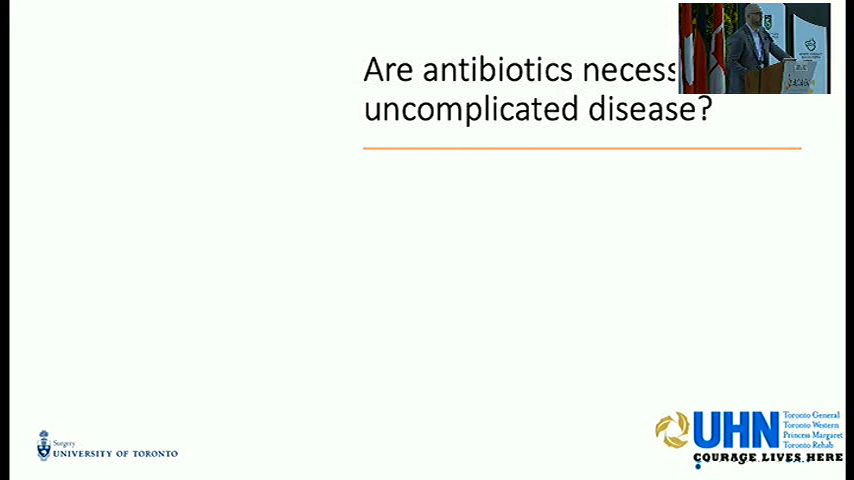 Are antibiotics necess
uncomplicated disease?
Surgery
UNIVERSITY OF TORONTO
UHN
Toronto General
Toronto Western
Princess Margaret
Toronto Rehab
COURAGE LIVES HERE